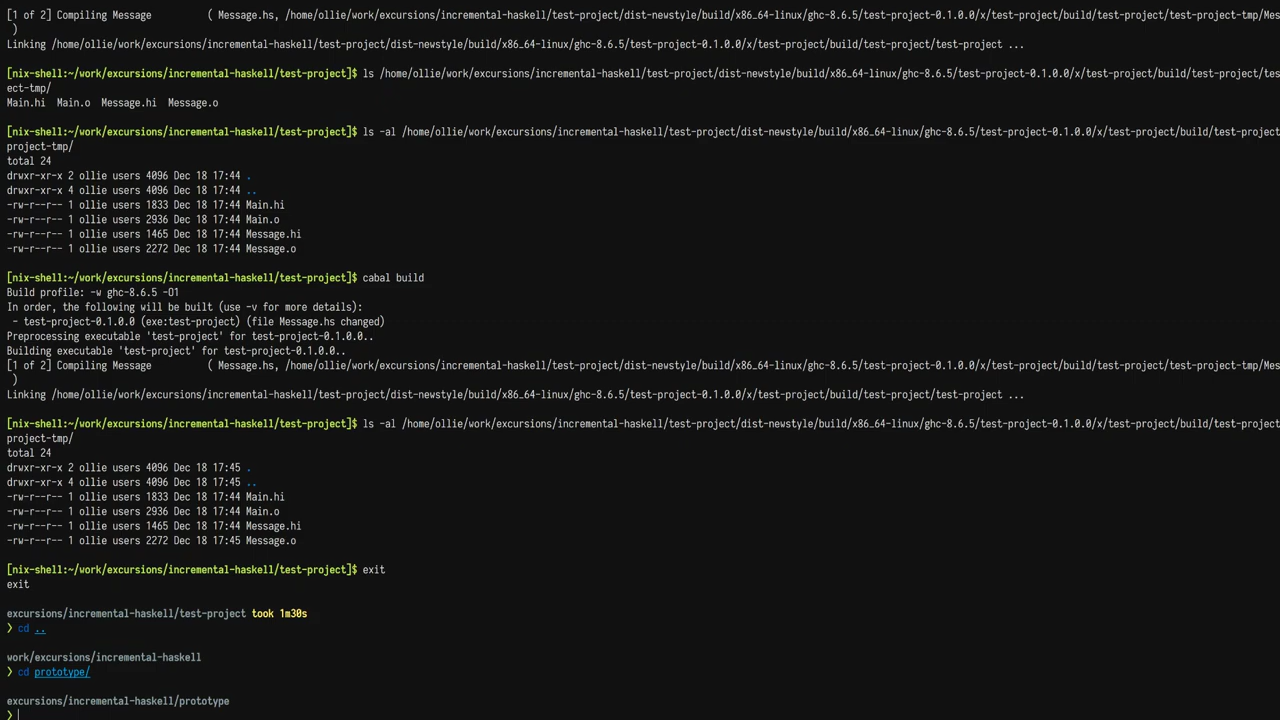 [1 of 2] Compiling Message          ( Message.hs, /home/ollie/work/excursions/incremental-haskell/test-project/dist-newstyle/build/x86_64-linux/ghc-8.6.5/test-project-0.1.0.0/x/test-project/build/test-project/test-project-tmp/Mes
 )
Linking /home/ollie/work/excursions/incremental-haskell/test-project/dist-newstyle/build/x86_64-linux/ghc-8.6.5/test-project-0.1.0.0/x/test-project/build/test-project/test-project ...
[nix-shell:~/work/excursions/incremental-haskell/test-project]$ ls /home/ollie/work/excursions/incremental-haskell/test-project/dist-newstyle/build/x86_64-linux/ghc-8.6.5/test-project-0.1.0.0/x/test-project/build/test-project/tes
ect-tmp/
Main.hi  Main.o  Message.hi  Message.o
[nix-shell:~/work/excursions/incremental-haskell/test-project]$ ls -al /home/ollie/work/excursions/incremental-haskell/test-project/dist-newstyle/build/x86_64-linux/ghc-8.6.5/test-project-0.1.0.0/x/test-project/build/test-project
project-tmp/
total 24
drwxr-xr-x 2 ollie users 4096 Dec 18 17:44 .
drwxr-xr-x 4 ollie users 4096 Dec 18 17:44 ..
-rw-r--r-- 1 ollie users 1833 Dec 18 17:44 Main.hi
-rw-r--r-- 1 ollie users 2936 Dec 18 17:44 Main.o
-rw-r--r-- 1 ollie users 1465 Dec 18 17:44 Message.hi
-rw-r--r-- 1 ollie users 2272 Dec 18 17:44 Message.o
[nix-shell:~/work/excursions/incremental-haskell/test-project]$ cabal build
Build profile: -w ghc-8.6.5 -O1
In order, the following will be built (use -v for more details):
 - test-project-0.1.0.0 (exe:test-project) (file Message.hs changed)
Preprocessing executable 'test-project' for test-project-0.1.0.0..
Building executable 'test-project' for test-project-0.1.0.0..
[1 of 2] Compiling Message          ( Message.hs, /home/ollie/work/excursions/incremental-haskell/test-project/dist-newstyle/build/x86_64-linux/ghc-8.6.5/test-project-0.1.0.0/x/test-project/build/test-project/test-project-tmp/Mes
 )
Linking /home/ollie/work/excursions/incremental-haskell/test-project/dist-newstyle/build/x86_64-linux/ghc-8.6.5/test-project-0.1.0.0/x/test-project/build/test-project/test-project ...
[nix-shell:~/work/excursions/incremental-haskell/test-project]$ ls -al /home/ollie/work/excursions/incremental-haskell/test-project/dist-newstyle/build/x86_64-linux/ghc-8.6.5/test-project-0.1.0.0/x/test-project/build/test-project
project-tmp/
total 24
drwxr-xr-x 2 ollie users 4096 Dec 18 17:45 .
drwxr-xr-x 4 ollie users 4096 Dec 18 17:45 ..
-rw-r--r-- 1 ollie users 1833 Dec 18 17:44 Main.hi
-rw-r--r-- 1 ollie users 2936 Dec 18 17:44 Main.o
-rw-r--r-- 1 ollie users 1465 Dec 18 17:44 Message.hi
-rw-r--r-- 1 ollie users 2272 Dec 18 17:45 Message.o
[nix-shell:~/work/excursions/incremental-haskell/test-project]$ exit
exit
excursions/incremental-haskell/test-project took 1m30s
❯ cd ..
work/excursions/incremental-haskell
❯ cd prototype/
excursions/incremental-haskell/prototype
❯